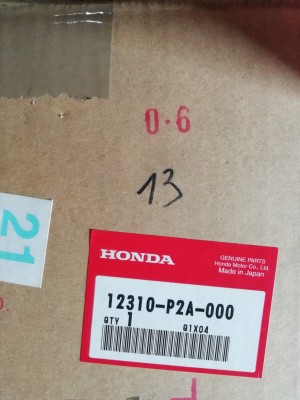 0.6
13
21
HONDA
GENUINE PARTS
Honda Motor Co., Ltd.
Made in Japan
12310-P2A-000
QTY 1
Q1X04